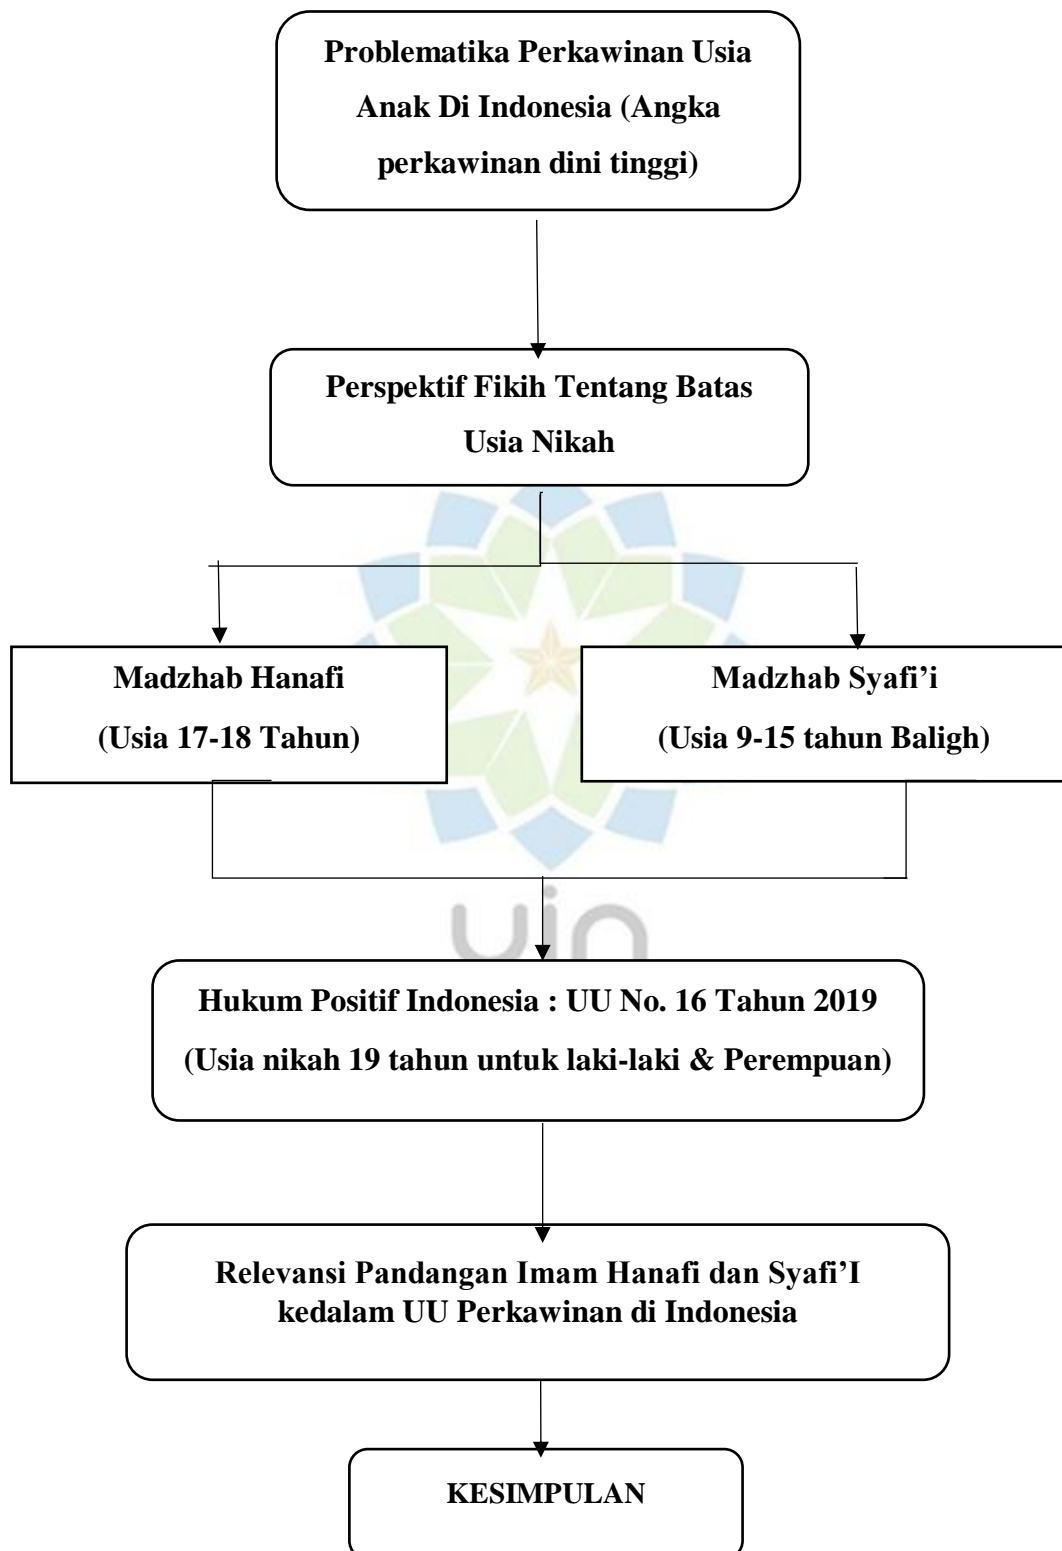 Problematika Perkawinan Usia
Anak Di Indonesia (Angka
perkawinan dini tinggi)
Perspektif Fikih Tentang Batas
Usia Nikah
Madzhab Hanafi
(Usia 17-18 Tahun)
Madzhab Syafi’i
(Usia 9-15 tahun Baligh)
uin
Hukum Positif Indonesia : UU No. 16 Tahun 2019
(Usia nikah 19 tahun untuk laki-laki & Perempuan)
Relevansi Pandangan Imam Hanafi dan Syafi’I
kedalam UU Perkawinan di Indonesia
KESIMPULAN